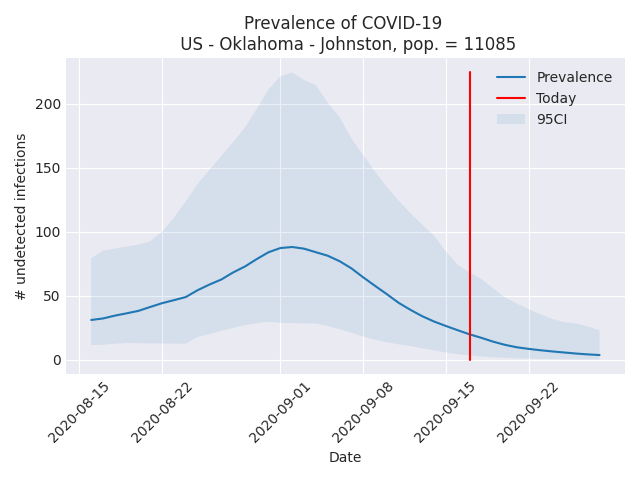 Prevalence of COVID-19
US - Oklahoma - Johnston, pop. = 11085
Prevalence
Today
95CI
200
150
100
50
0
# undetected infections
2020-08-15
2020-08-22
2020-09-01
2020-09-08
2020-09-15
2020-09-22
Date